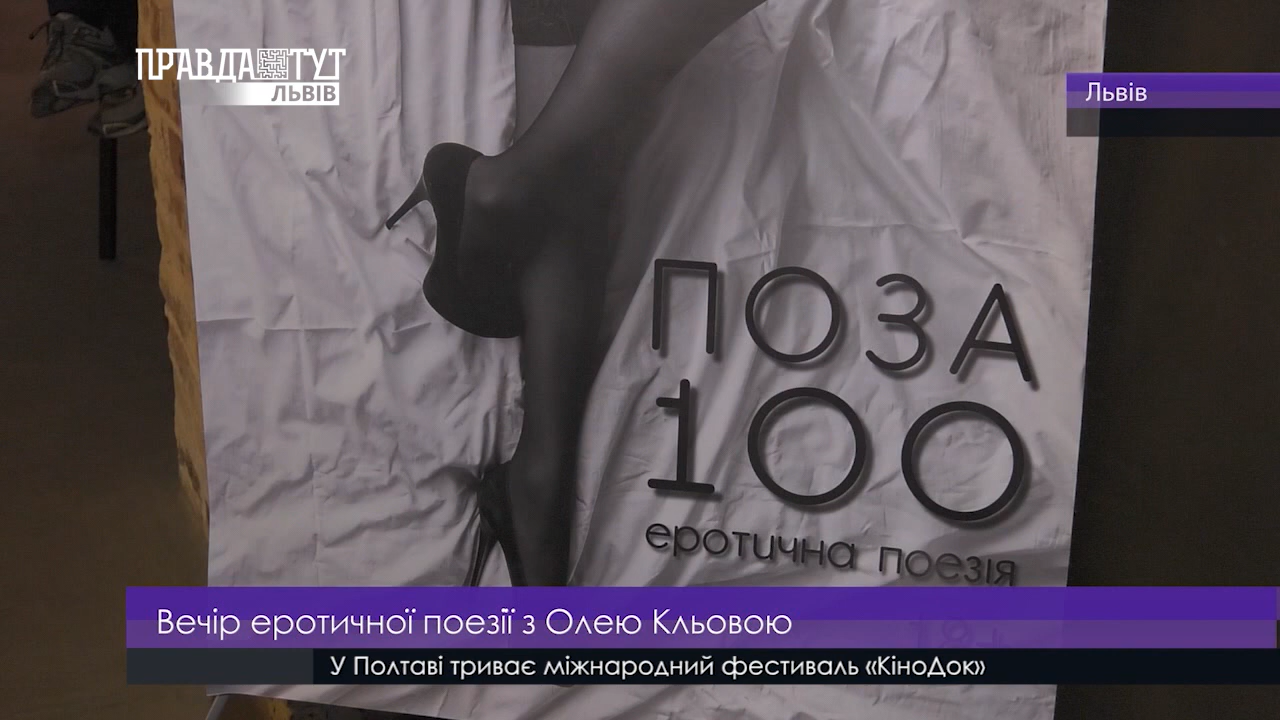 ПРАВДА ТУТ
ЛЬВІВ
Львів
ПОЗА
100
еротична поезія
Вечір еротичної поезії з Олею Кльовою
У Полтаві триває міжнародний фестиваль «КіноДок»